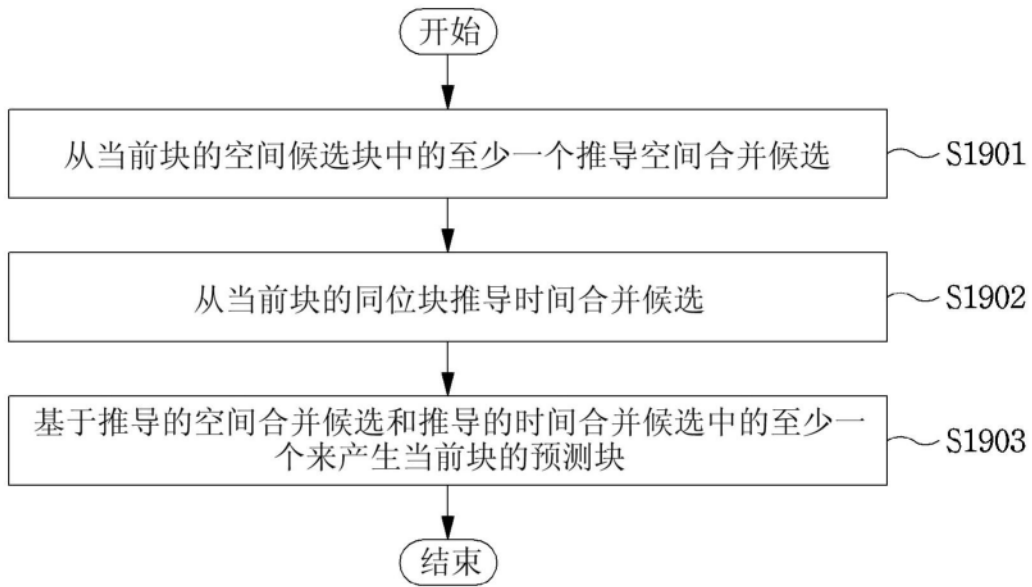 开始
从当前块的空间候选块中的至少一个推导空间合并候选
S1901
从当前块的同位块推导时间合并候选
S1902
基于推导的空间合并候选和推导的时间合并候选中的至少一
个来产生当前块的预测块
S1903
结束